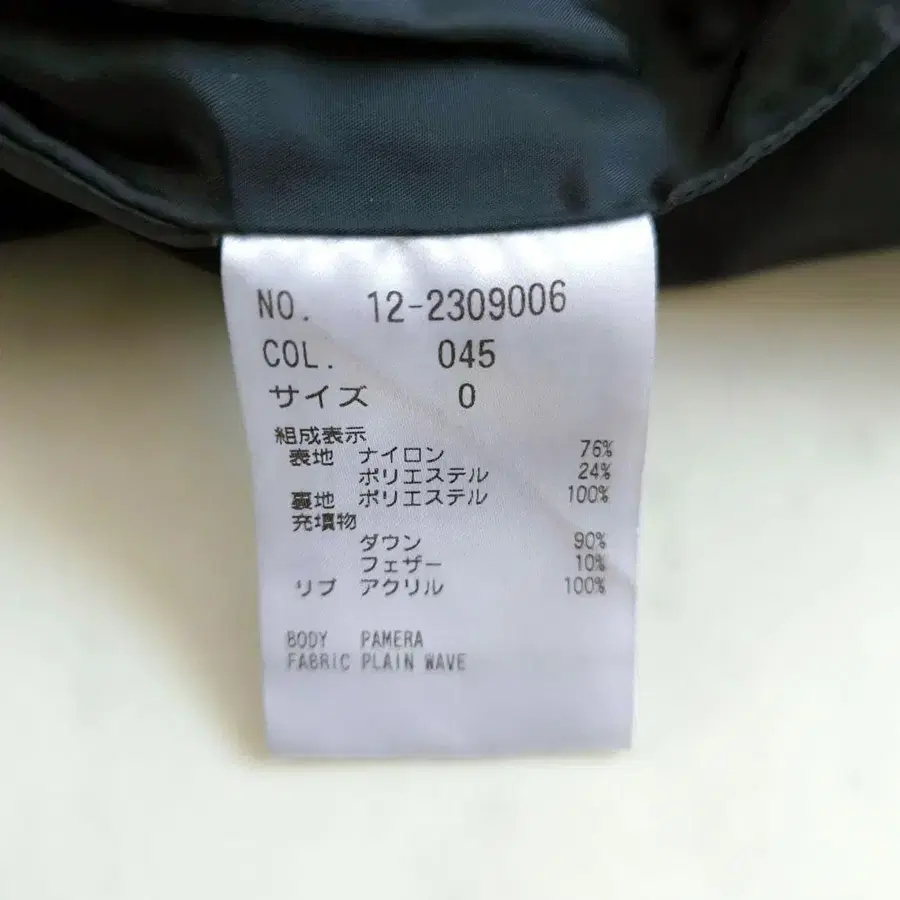 NO. 12-2309006
COL. 045
サイズ 0
組成表示
表地 ナイロン 76%
ポリエステル 24%
裏地 ポリエステル 100%
充填物
ダウン 90%
フェザー 10%
リブ アクリル 100%
BODY PAMERA
FABRIC PLAIN WAVE